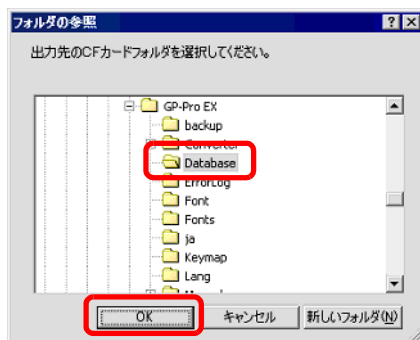 フォルダの参照
出力先のCFカードフォルダを選択してください。
GP-Pro EX
backup
Converter
Database
ErrorLog
Font
Fonts
ja
Keymap
Lang
OK キャンセル 新しいフォルダ(N)